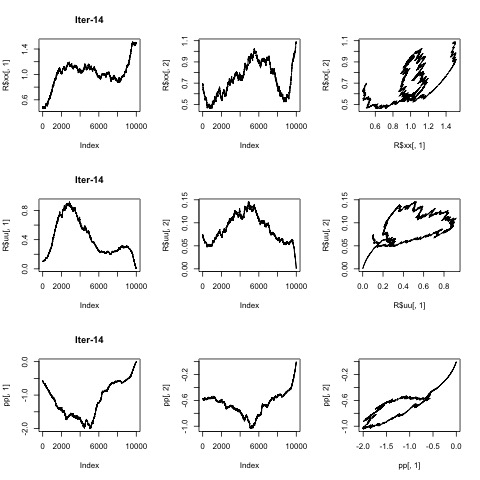 Iter-14
R$xx[, 1]
0.6 1.0 1.4
0 2000 6000 10000
Index
R$xx[, 2]
0.5 0.7 0.9 1.1
0 2000 6000 10000
Index
R$xx[, 2]
0.5 0.7 0.9 1.1
0.6 0.8 1.0 1.2 1.4
R$xx[, 1]
Iter-14
R$uu[, 1]
0.0 0.4 0.8
0 2000 6000 10000
Index
R$uu[, 2]
0.00 0.05 0.10 0.15
0 2000 6000 10000
Index
R$uu[, 2]
0.00 0.05 0.10 0.15
0.0 0.2 0.4 0.6 0.8
R$uu[, 1]
Iter-14
pp[, 1]
-2.0 -1.0 0.0
0 2000 6000 10000
Index
pp[, 2]
-1.0 -0.6 -0.2
0 2000 6000 10000
Index
pp[, 2]
-1.0 -0.6 -0.2
-2.0 -1.5 -1.0 -0.5 0.0
pp[, 1]